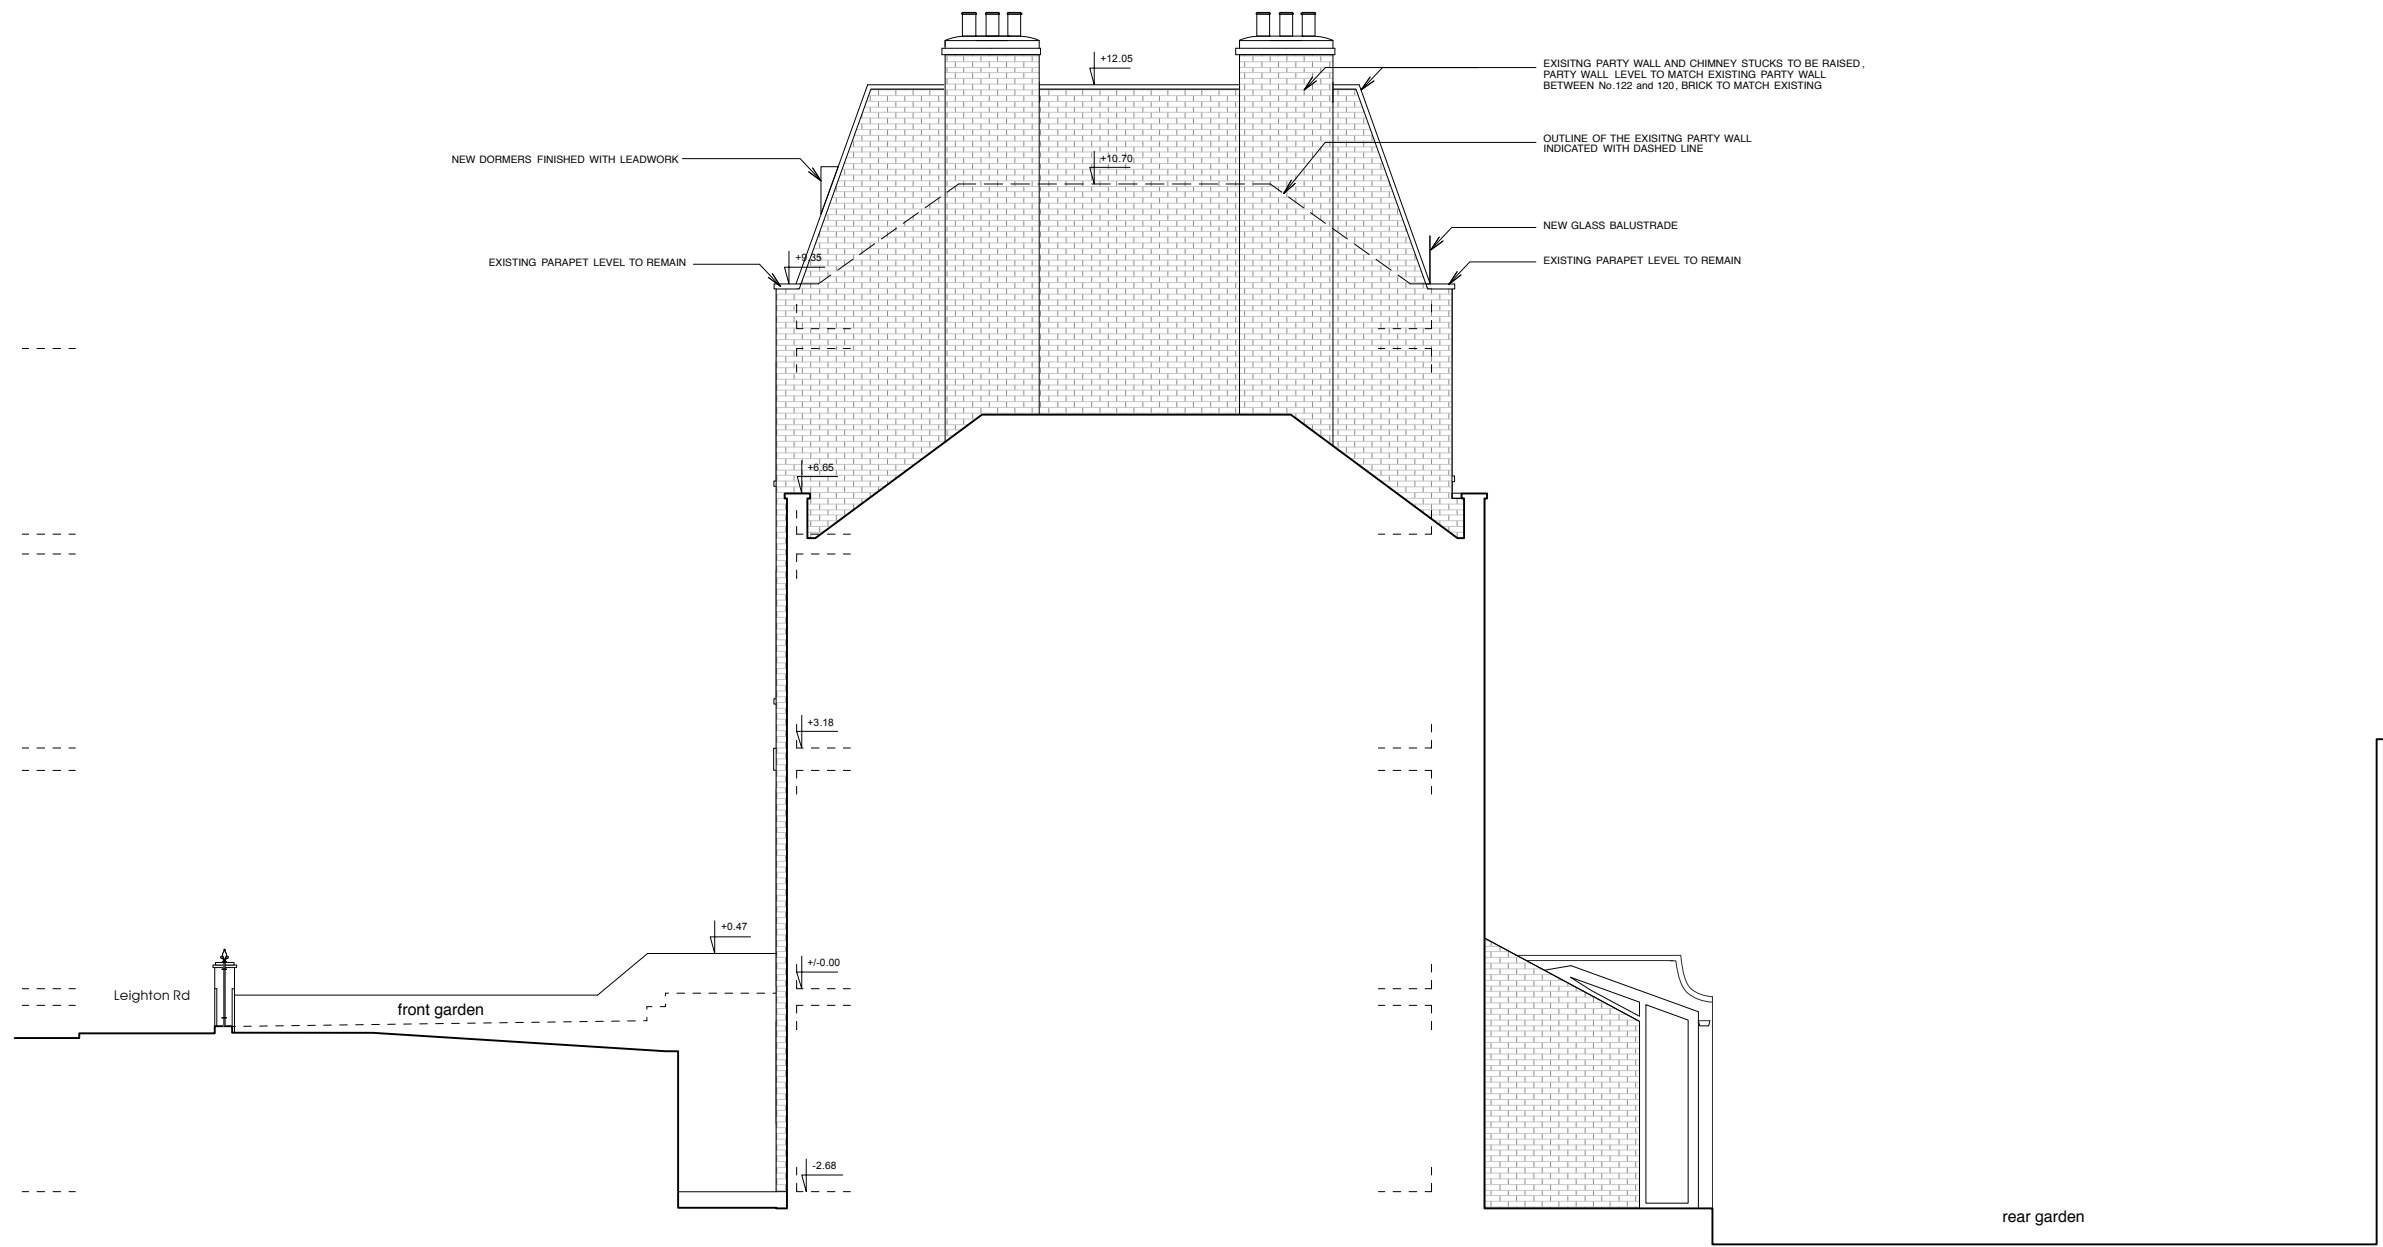 +12.05
EXISITNG PARTY WALL AND CHIMNEY STUCKS TO BE RAISED,
PARTY WALL LEVEL TO MATCH EXISTING PARTY WALL
BETWEEN No.122 and 120, BRICK TO MATCH EXISTING
NEW DORMERS FINISHED WITH LEADWORK
+10.70
OUTLINE OF THE EXISITNG PARTY WALL
INDICATED WITH DASHED LINE
NEW GLASS BALUSTRADE
EXISTING PARAPET LEVEL TO REMAIN
+9.35
EXISTING PARAPET LEVEL TO REMAIN
+6.65
+3.18
+0.47
+/-0.00
Leighton Rd
front garden
-2.68
rear garden